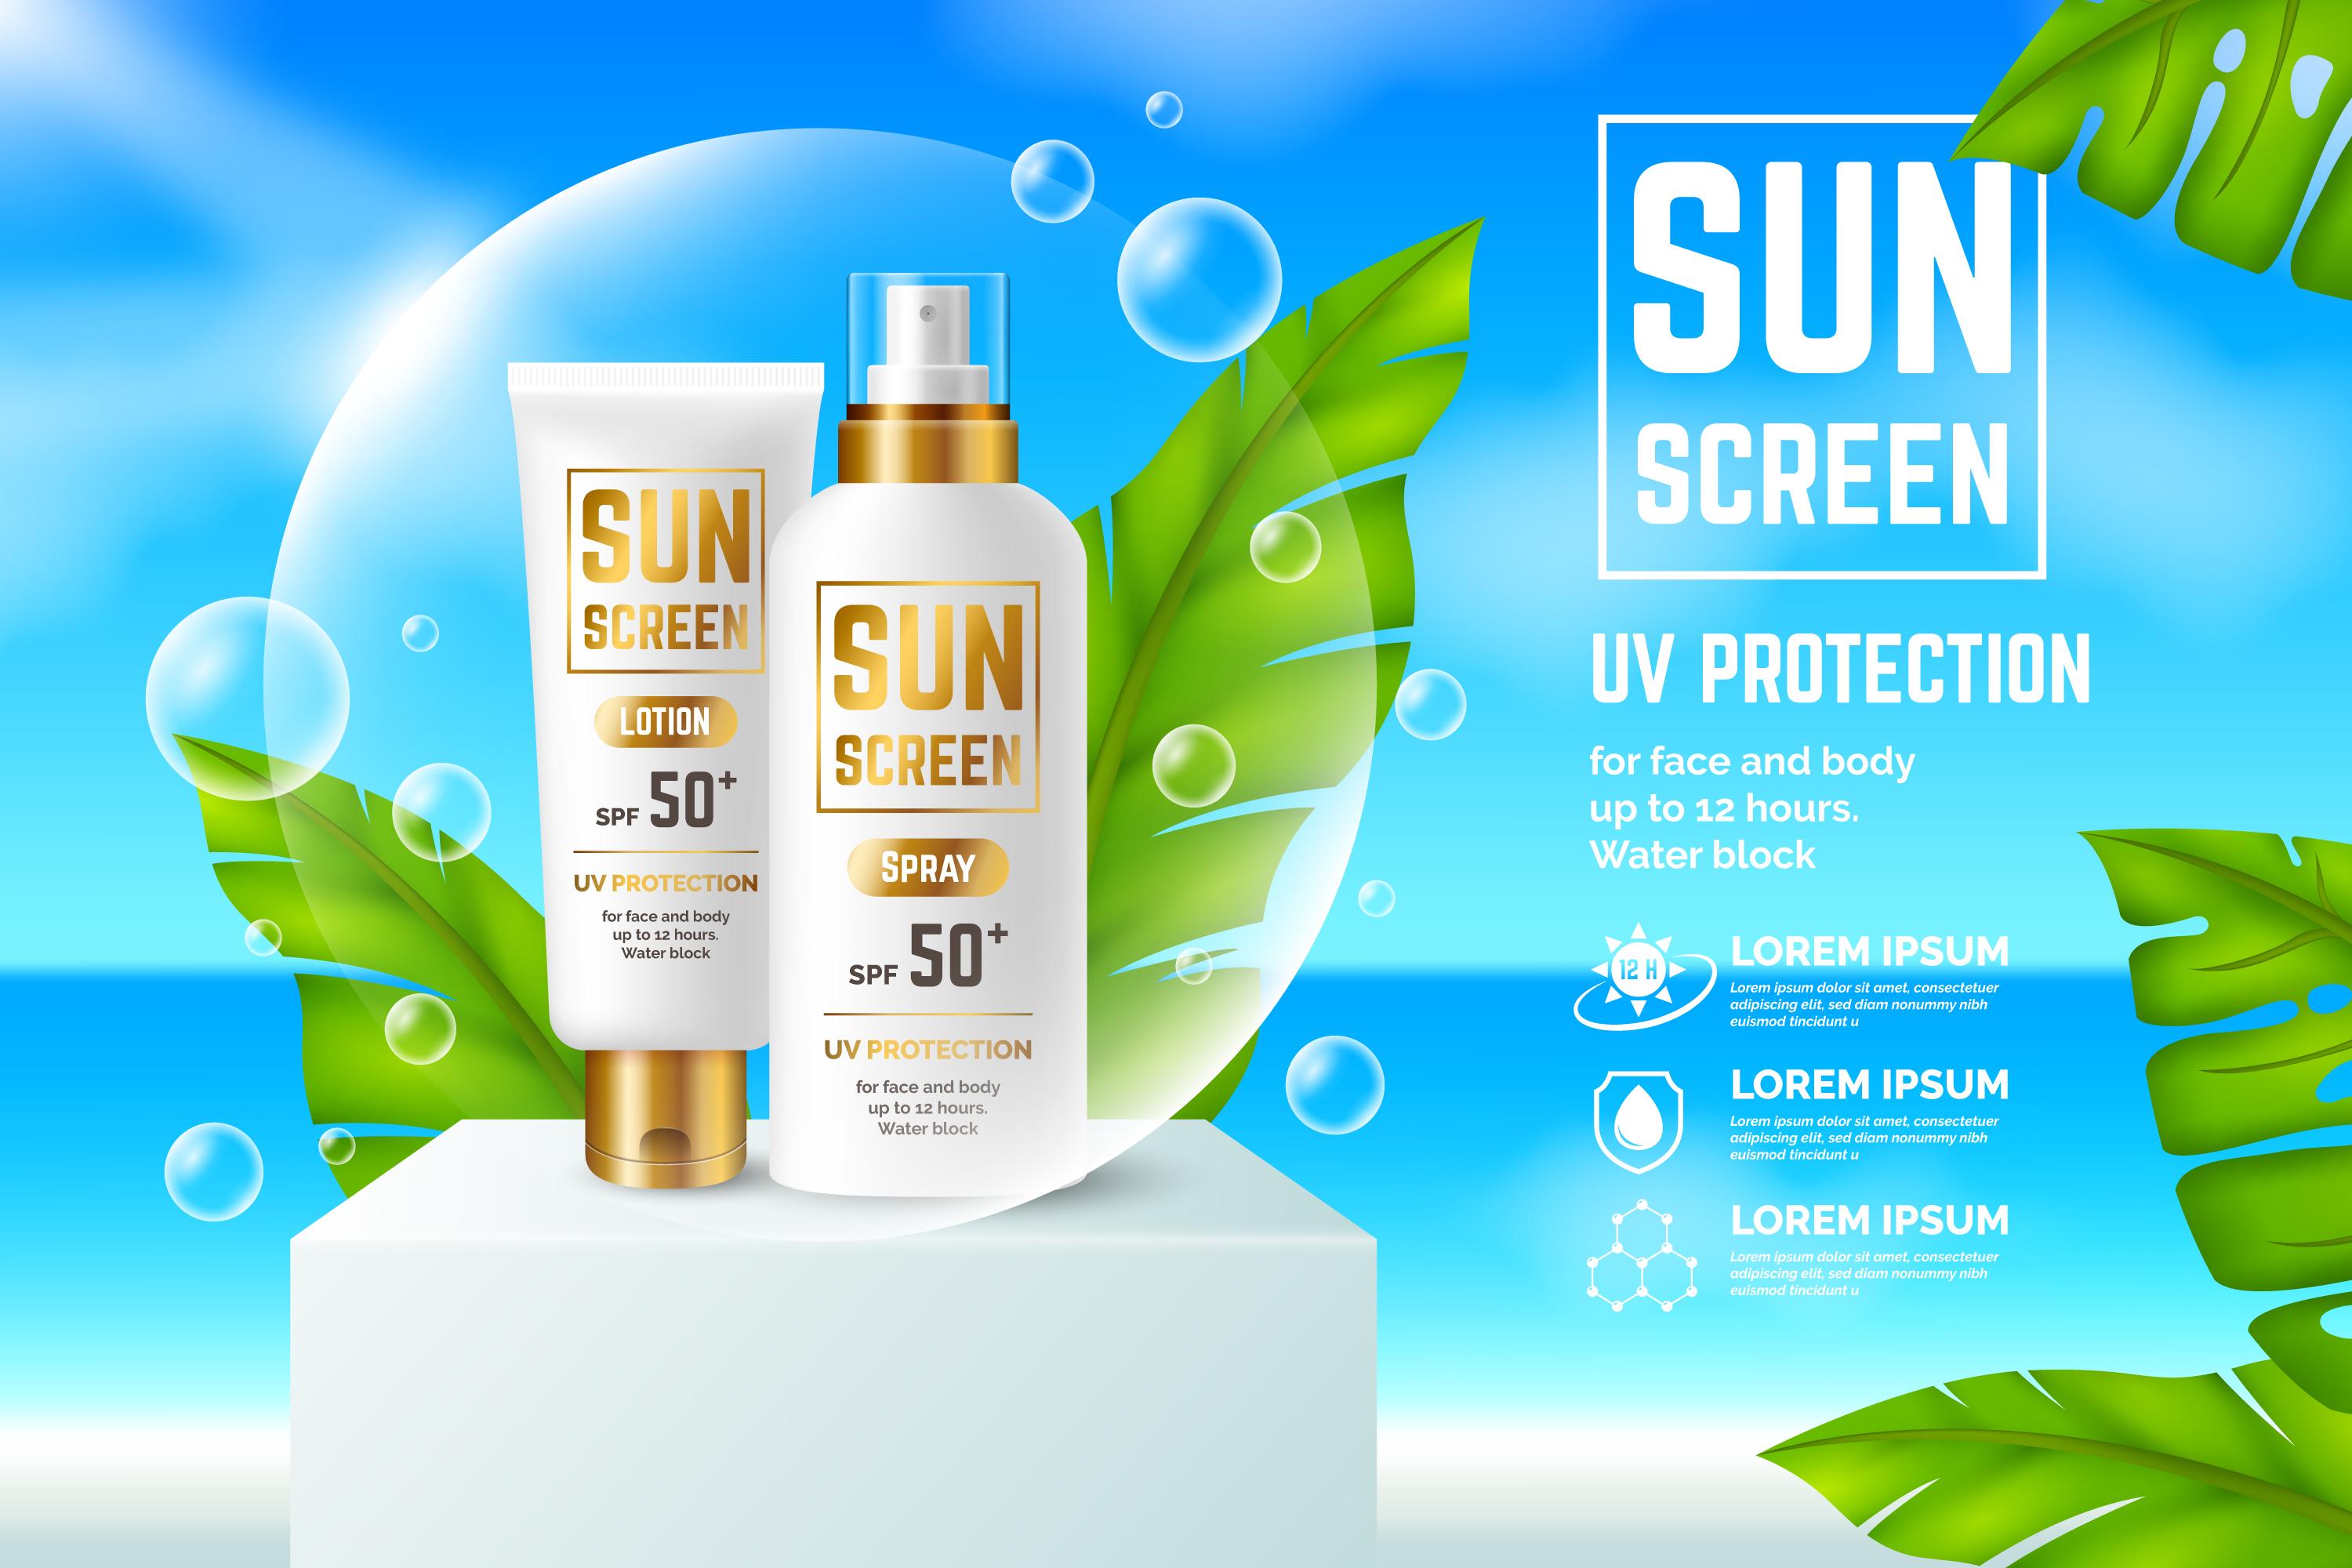 SUN
SCREEN
LOTION
SPF 50+
UV PROTECTION
for face and body
up to 12 hours.
Water block
SUN
SCREEN
SPRAY
SPF 50+
UV PROTECTION
for face and body
up to 12 hours.
Water block
SUN
SCREEN
UV PROTECTION
for face and body
up to 12 hours.
Water block
12 H
LOREM IPSUM
Lorem ipsum dolor sit amet, consectetuer
adipiscing elit, sed diam nonummy nibh
euismod tincidunt u
LOREM IPSUM
Lorem ipsum dolor sit amet, consectetuer
adipiscing elit, sed diam nonummy nibh
euismod tincidunt u
LOREM IPSUM
Lorem ipsum dolor sit amet, consectetuer
adipiscing elit, sed diam nonummy nibh
euismod tincidunt u